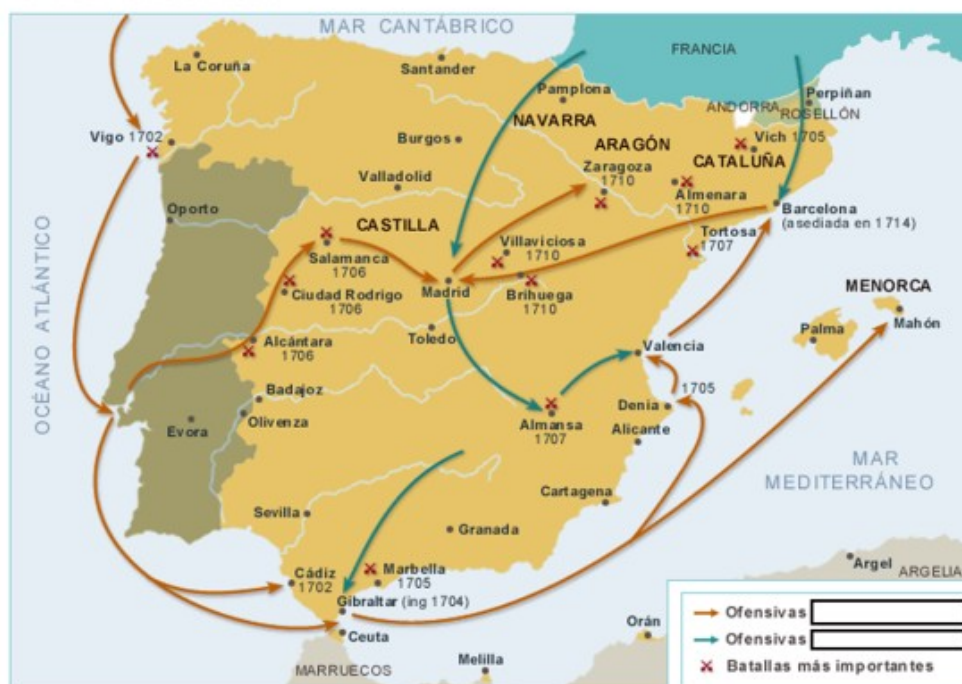 MAR CANTÁBRICO
FRANCIA
La Coruña
Santander
Pamplona
Perpiñan
ANDORRA
ROSELLÓN
NAVARRA
Vigo 1702
Burgos
ARAGÓN
Vich 1705
Zaragoza
1710
CATALUÑA
Valladolid
Almenara
1710
OCÉANO ATLÁNTICO
Oporto
CASTILLA
Barcelona
(asediada en 1714)
Tortosa
1707
Salamanca
1706
Villaviciosa
1710
Ciudad Rodrigo
1706
Madrid
Brihuega
1710
MENORCA
Mahón
Palma
Toledo
Alcántara
1706
Valencia
1705
Badajoz
Denia
Olivenza
Evora
Almansa
1707
Alicante
MAR
MEDITERRÁNEO
Cartagena
Sevilla
Granada
Cádiz
1702
Marbella
1705
Argel
ARGELIA
Gibraltar (ing 1704)
Ceuta
Orán
MARRUECOS
Melilla
Ofensivas
Ofensivas
Batallas más importantes